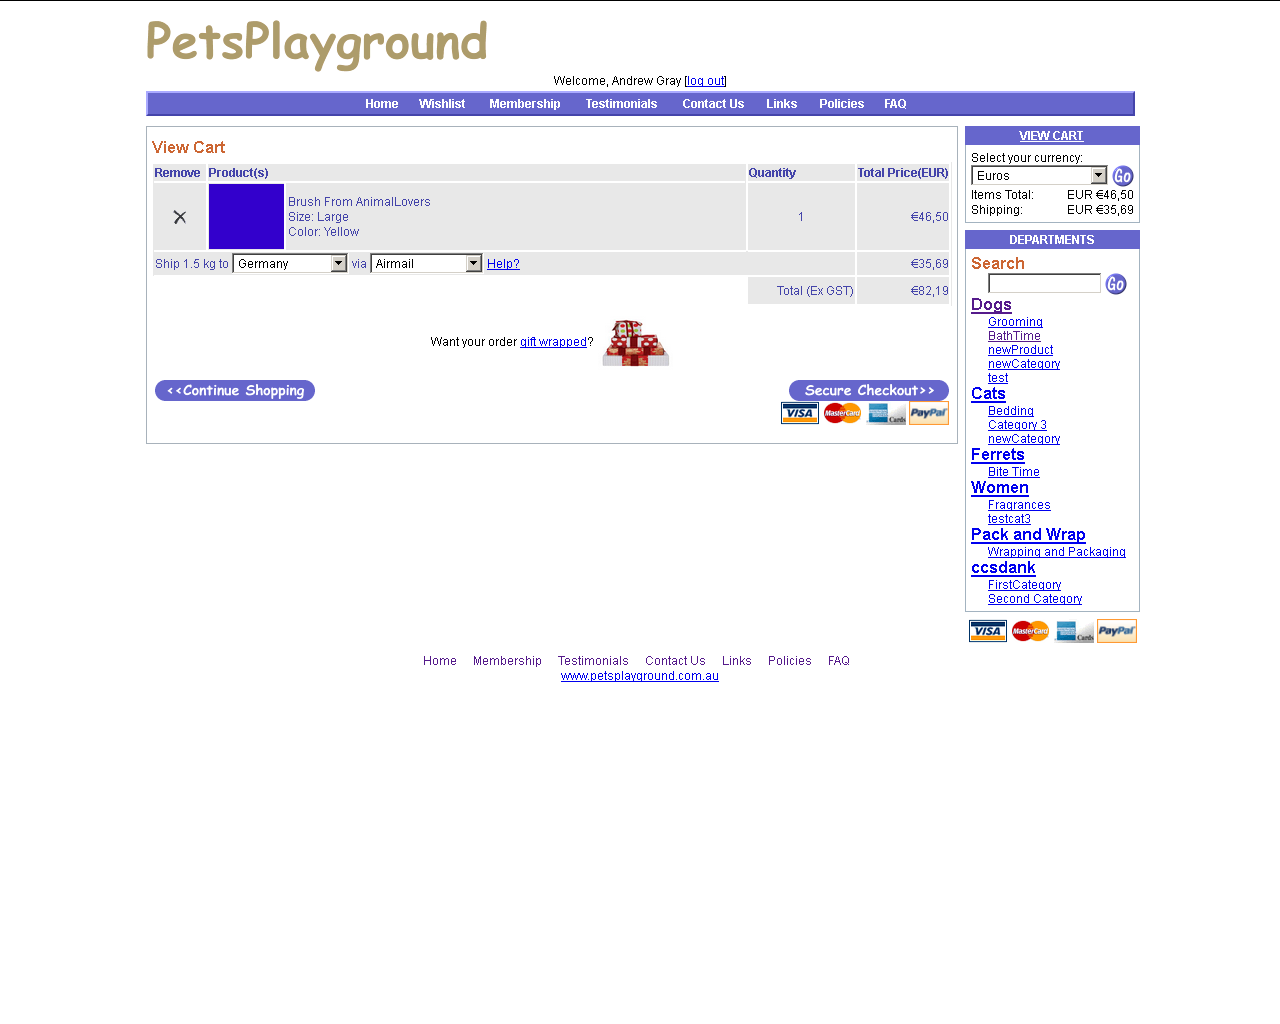 PetsPlayground
Welcome, Andrew Gray [log out]
Home Wishlist Membership Testimonials Contact Us Links Policies FAQ
View Cart
Remove Product(s) Quantity Total Price(EUR)
Brush From AnimalLovers
Size: Large
Color: Yellow
1
€46,50
Ship 1.5 kg to Germany via Airmail Help? €35,69
Total (Ex GST) €82,19
Want your order gift wrapped?
<<Continue Shopping
Secure Checkout>>
VISA MasterCard Cards PayPal
VIEW CART
Select your currency:
Euros Go
Items Total: EUR €46,50
Shipping: EUR €35,69
DEPARTMENTS
Search
Go
Dogs
Grooming
BathTime
newProduct
newCategory
test
Cats
Bedding
Category 3
newCategory
Ferrets
Bite Time
Women
Fragrances
testcat3
Pack and Wrap
Wrapping and Packaging
ccsdank
FirstCategory
Second Category
VISA MasterCard Cards PayPal
Home Membership Testimonials Contact Us Links Policies FAQ
www.petsplayground.com.au